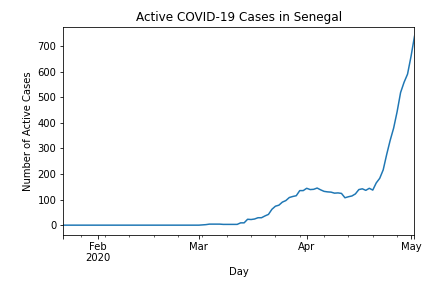 Active COVID-19 Cases in Senegal
700
600
500
400
300
200
100
0
Number of Active Cases
Feb
2020
Mar
Apr
May
Day